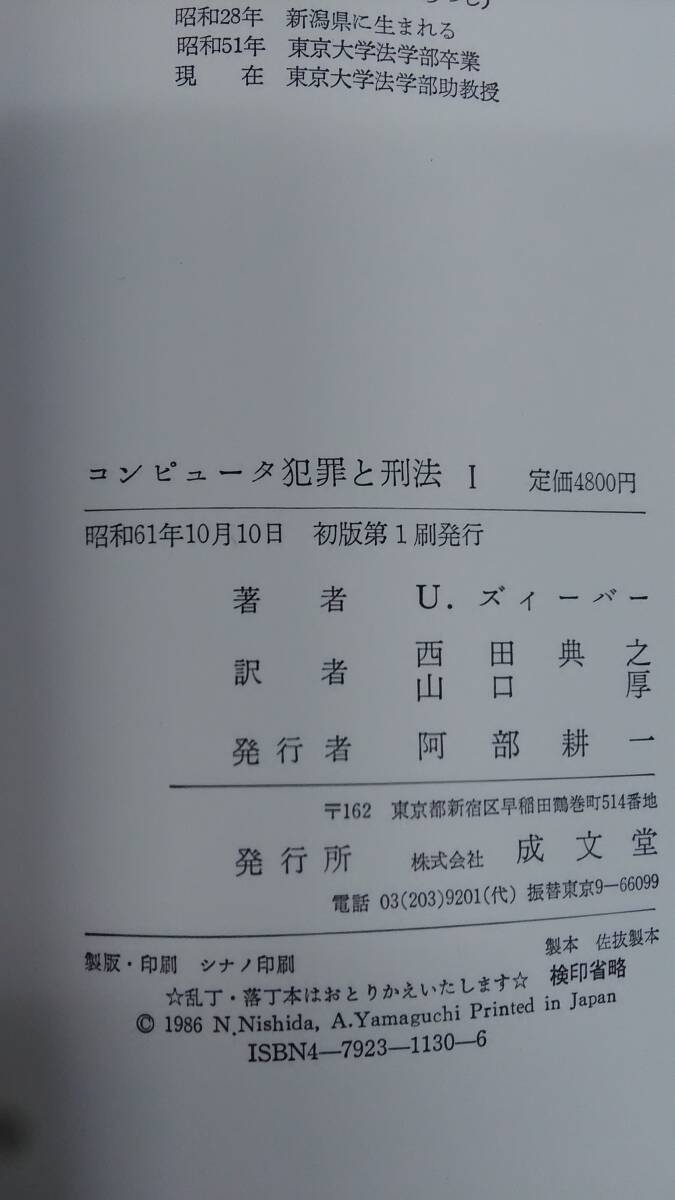 昭和28年 新潟県に生まれる
昭和51年 東京大学法学部卒業
現 在 東京大学法学部助教授
コンピュータ犯罪と刑法 Ⅰ 定価4800円
昭和61年10月10日 初版第1刷発行
著 者 U. ズィーバー
訳 者 西 田 典 之
山 口 厚
発行者 阿 部 耕 一
〒162 東京都新宿区早稲田鶴巻町514番地
発行所 株式会社 成 文 堂
電話 03(203)9201(代) 振替東京9―66099
製版・印刷 シナノ印刷 製本 佐抜製本
☆乱丁・落丁本はおとりかえいたします☆ 検印省略
© 1986 N.Nishida, A.Yamaguchi Printed in Japan
ISBN4―7923―1130―6